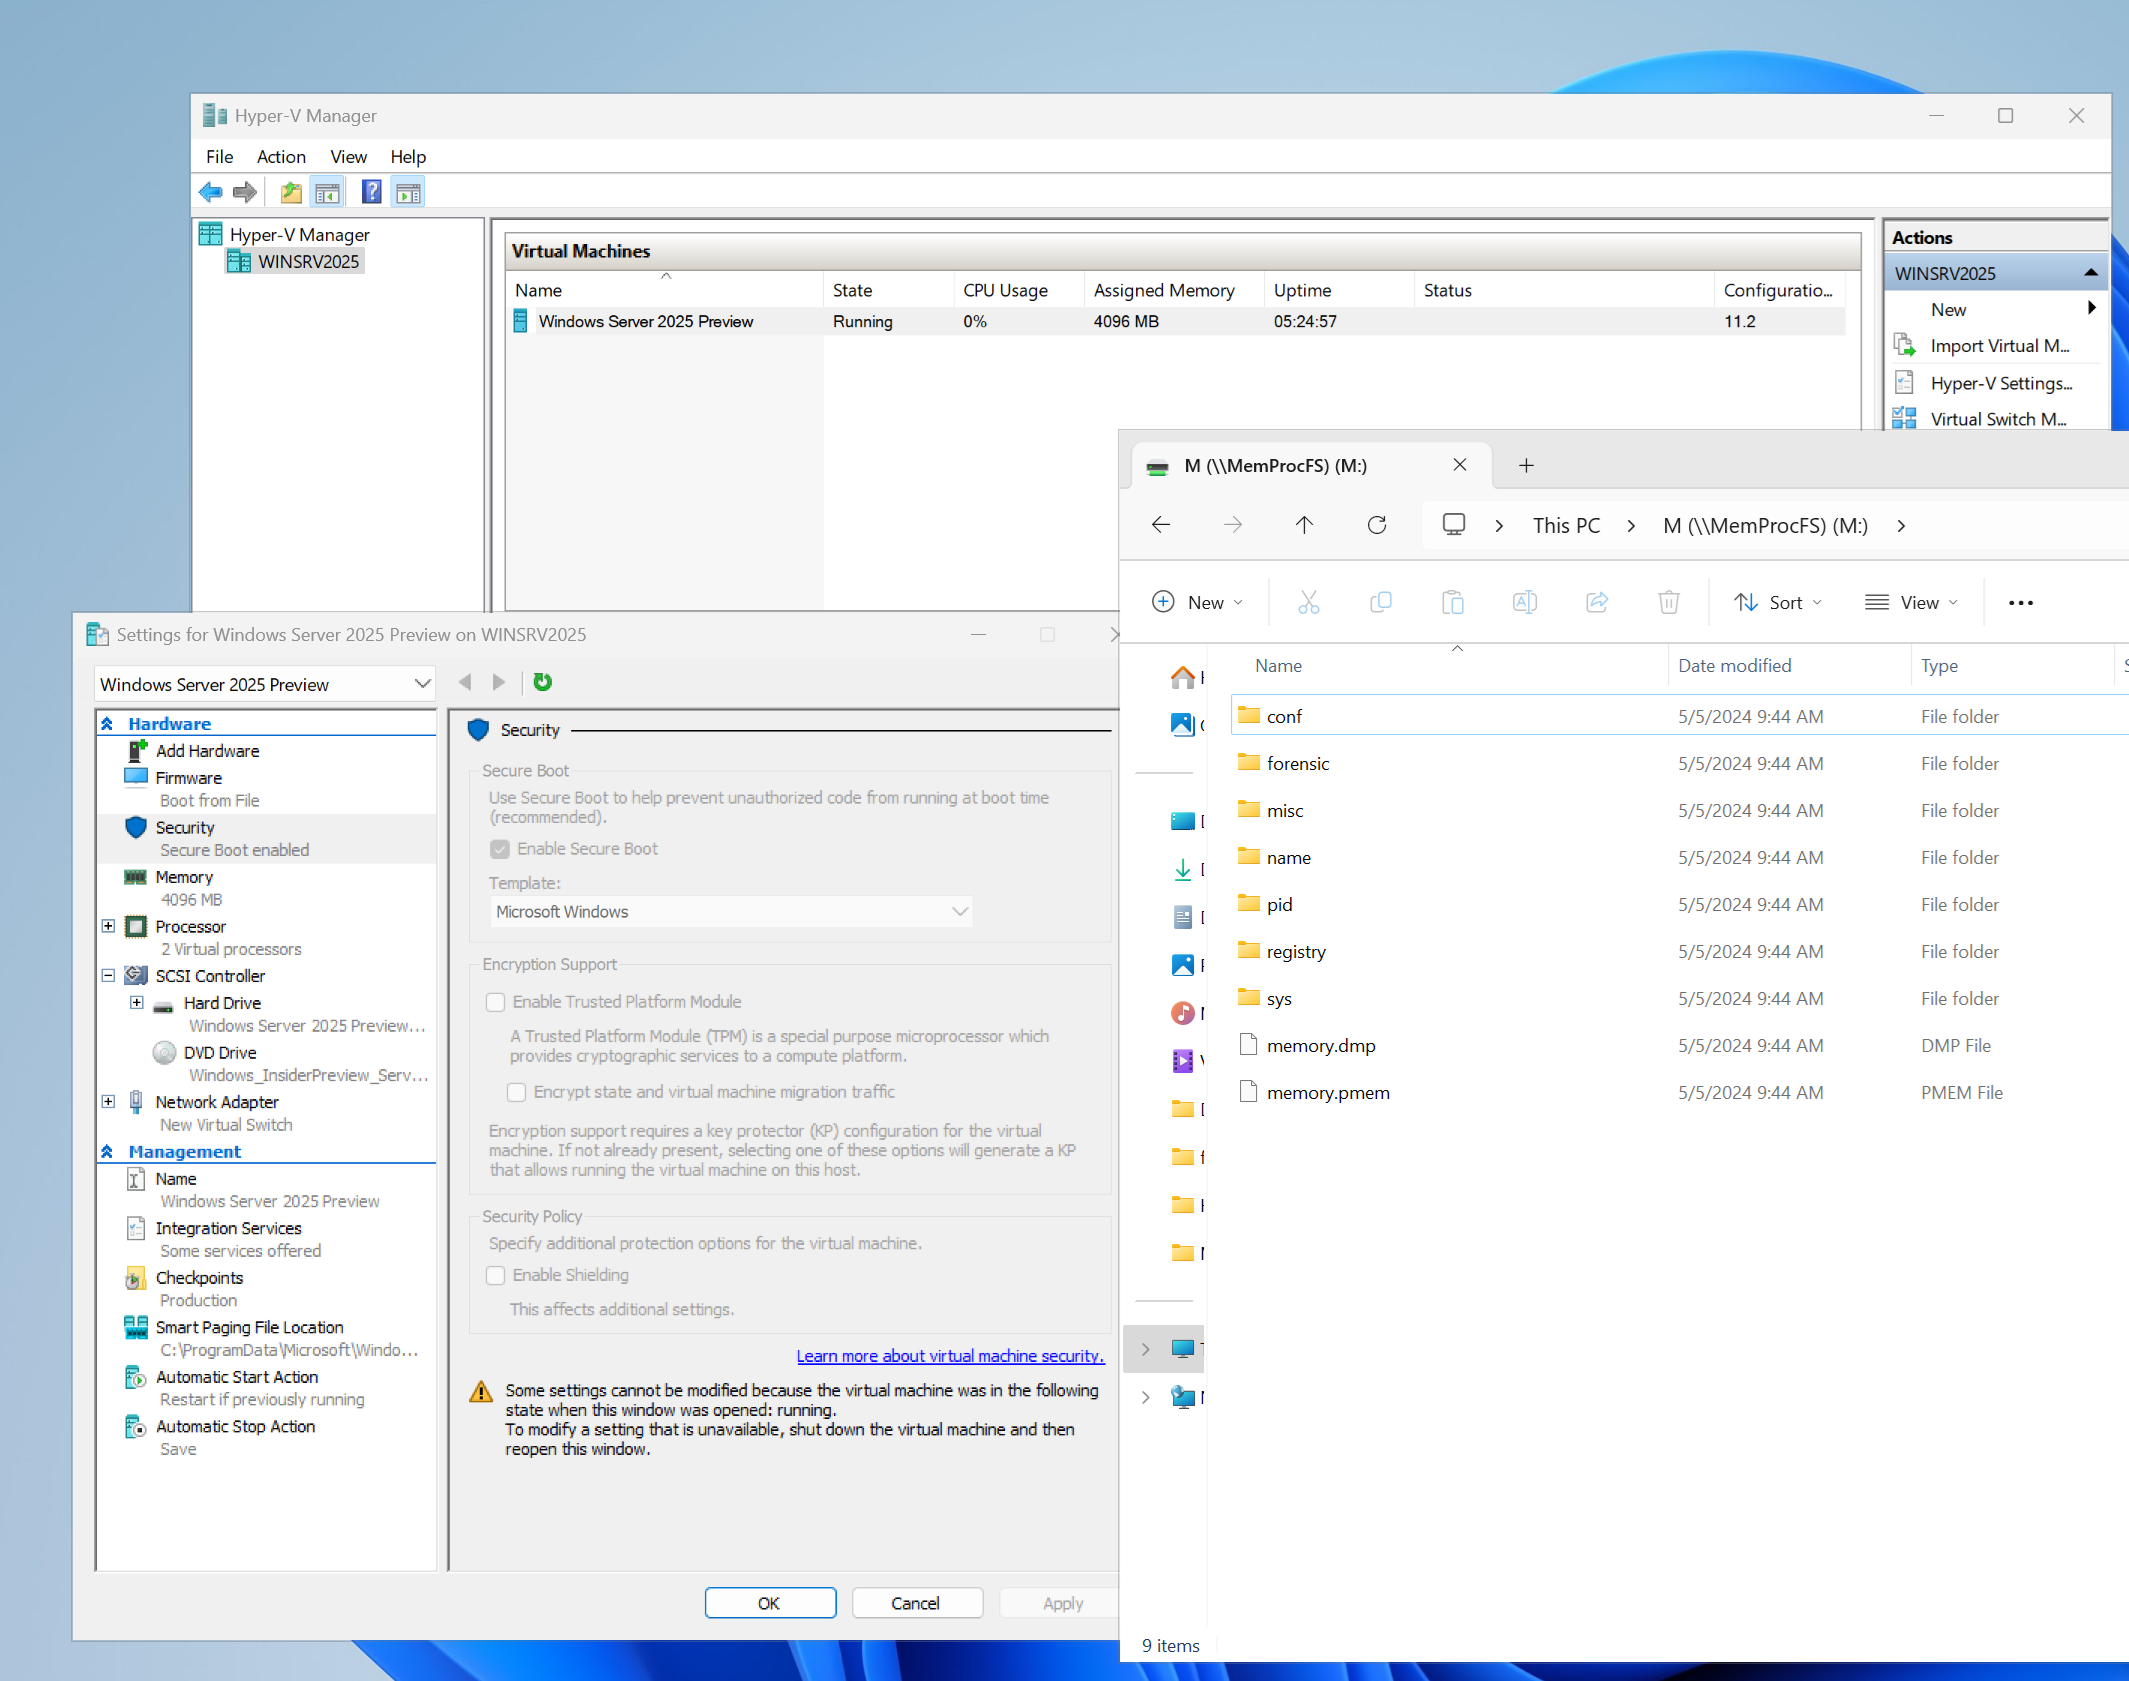 Hyper-V Manager
File Action View Help
Hyper-V Manager
WINSRV2025
Virtual Machines
Name State CPU Usage Assigned Memory Uptime Status Configuratio...
Windows Server 2025 Preview Running 0% 4096 MB 05:24:57 11.2
Actions
WINSRV2025
New
Import Virtual M...
Hyper-V Settings...
Virtual Switch M...
Settings for Windows Server 2025 Preview on WINSRV2025
Windows Server 2025 Preview
Hardware
Add Hardware
Firmware
Boot from File
Security
Secure Boot enabled
Memory
4096 MB
Processor
2 Virtual processors
SCSI Controller
Hard Drive
Windows Server 2025 Preview...
DVD Drive
Windows_InsiderPreview_Serv...
Network Adapter
New Virtual Switch
Management
Name
Windows Server 2025 Preview
Integration Services
Some services offered
Checkpoints
Production
Smart Paging File Location
C:\ProgramData\Microsoft\Windo...
Automatic Start Action
Restart if previously running
Automatic Stop Action
Save
Security
Secure Boot
Use Secure Boot to help prevent unauthorized code from running at boot time
(recommended).
Enable Secure Boot
Template:
Microsoft Windows
Encryption Support
Enable Trusted Platform Module
A Trusted Platform Module (TPM) is a special purpose microprocessor which
provides cryptographic services to a compute platform.
Encrypt state and virtual machine migration traffic
Encryption support requires a key protector (KP) configuration for the virtual
machine. If not already present, selecting one of these options will generate a KP
that allows running the virtual machine on this host.
Security Policy
Specify additional protection options for the virtual machine.
Enable Shielding
This affects additional settings.
Learn more about virtual machine security.
Some settings cannot be modified because the virtual machine was in the following
state when this window was opened: running.
To modify a setting that is unavailable, shut down the virtual machine and then
reopen this window.
OK Cancel Apply
M (\\MemProcFS) (M:)
This PC M (\\MemProcFS) (M:)
New Sort View
Name Date modified Type
conf 5/5/2024 9:44 AM File folder
forensic 5/5/2024 9:44 AM File folder
misc 5/5/2024 9:44 AM File folder
name 5/5/2024 9:44 AM File folder
pid 5/5/2024 9:44 AM File folder
registry 5/5/2024 9:44 AM File folder
sys 5/5/2024 9:44 AM File folder
memory.dmp 5/5/2024 9:44 AM DMP File
memory.pmem 5/5/2024 9:44 AM PMEM File
9 items